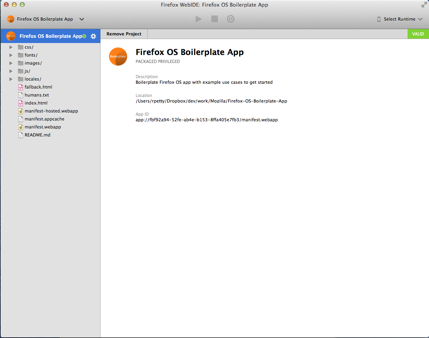 Firefox WebIDE: Firefox OS Boilerplate App
Firefox OS Boilerplate App
Select Runtime
Firefox OS Boilerplate App
Remove Project
VALID
css/
fonts/
images/
js/
locales/
fallback.html
humans.txt
index.html
manifest-hosted.webapp
manifest.appcache
manifest.webapp
README.md
Firefox OS Boilerplate App
PACKAGED PRIVILEGED
Description
Boilerplate Firefox OS app with example use cases to get started
Location
/Users/rpetty/Dropbox/dev/work/Mozilla/Firefox-OS-Boilerplate-App
App ID
app://fbf92a94-52fe-ab4e-b153-8ffa405e7fb3/manifest.webapp